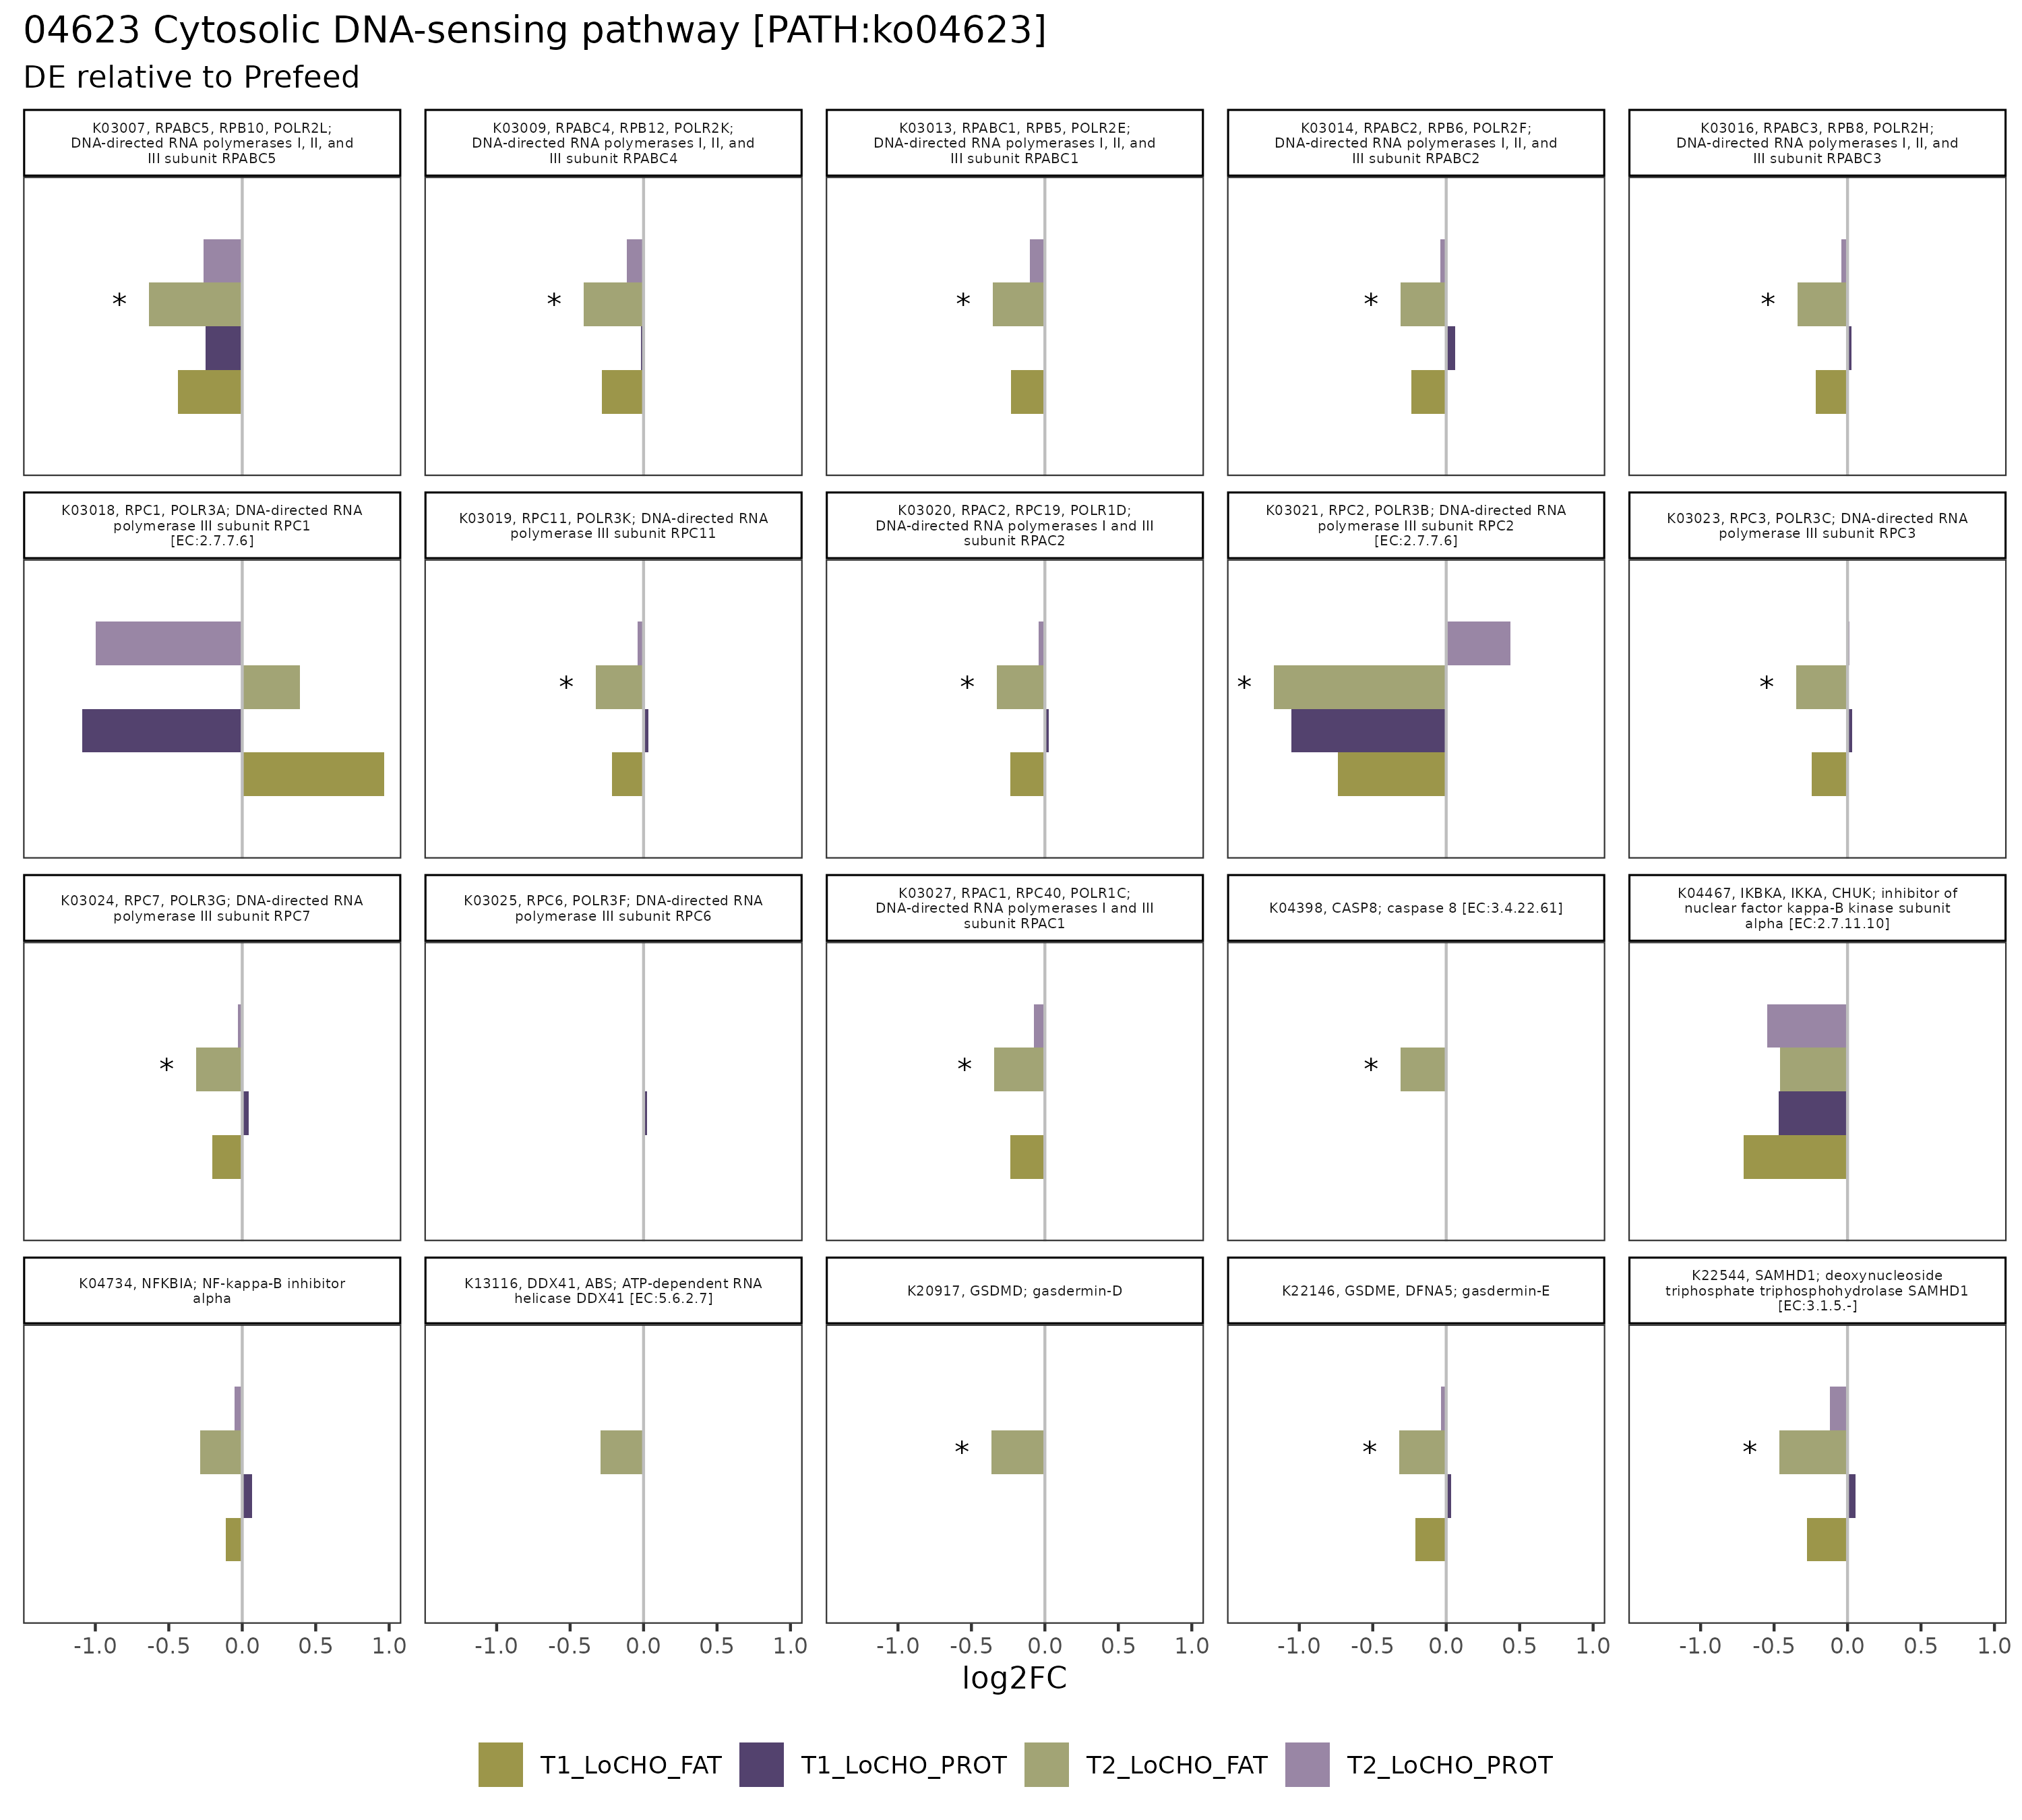 04623 Cytosolic DNA-sensing pathway [PATH:ko04623]
DE relative to Prefeed
K03007, RPABC5, RPB10, POLR2L;
DNA-directed RNA polymerases I, II, and
III subunit RPABC5
K03009, RPABC4, RPB12, POLR2K;
DNA-directed RNA polymerases I, II, and
III subunit RPABC4
K03013, RPABC1, RPB5, POLR2E;
DNA-directed RNA polymerases I, II, and
III subunit RPABC1
K03014, RPABC2, RPB6, POLR2F;
DNA-directed RNA polymerases I, II, and
III subunit RPABC2
K03016, RPABC3, RPB8, POLR2H;
DNA-directed RNA polymerases I, II, and
III subunit RPABC3
*
*
*
*
*
K03018, RPC1, POLR3A; DNA-directed RNA
polymerase III subunit RPC1
[EC:2.7.7.6]
K03019, RPC11, POLR3K; DNA-directed RNA
polymerase III subunit RPC11
K03020, RPAC2, RPC19, POLR1D;
DNA-directed RNA polymerases I and III
subunit RPAC2
K03021, RPC2, POLR3B; DNA-directed RNA
polymerase III subunit RPC2
[EC:2.7.7.6]
K03023, RPC3, POLR3C; DNA-directed RNA
polymerase III subunit RPC3
*
*
*
*
K03024, RPC7, POLR3G; DNA-directed RNA
polymerase III subunit RPC7
K03025, RPC6, POLR3F; DNA-directed RNA
polymerase III subunit RPC6
K03027, RPAC1, RPC40, POLR1C;
DNA-directed RNA polymerases I and III
subunit RPAC1
K04398, CASP8; caspase 8 [EC:3.4.22.61]
K04467, IKBKA, IKKA, CHUK; inhibitor of
nuclear factor kappa-B kinase subunit
alpha [EC:2.7.11.10]
*
*
*
K04734, NFKBIA; NF-kappa-B inhibitor
alpha
K13116, DDX41, ABS; ATP-dependent RNA
helicase DDX41 [EC:5.6.2.7]
K20917, GSDMD; gasdermin-D
K22146, GSDME, DFNA5; gasdermin-E
K22544, SAMHD1; deoxynucleoside
triphosphate triphosphohydrolase SAMHD1
[EC:3.1.5.-]
*
*
*
-1.0 -0.5 0.0 0.5 1.0
-1.0 -0.5 0.0 0.5 1.0
-1.0 -0.5 0.0 0.5 1.0
-1.0 -0.5 0.0 0.5 1.0
-1.0 -0.5 0.0 0.5 1.0
log2FC
T1_LoCHO_FAT T1_LoCHO_PROT T2_LoCHO_FAT T2_LoCHO_PROT